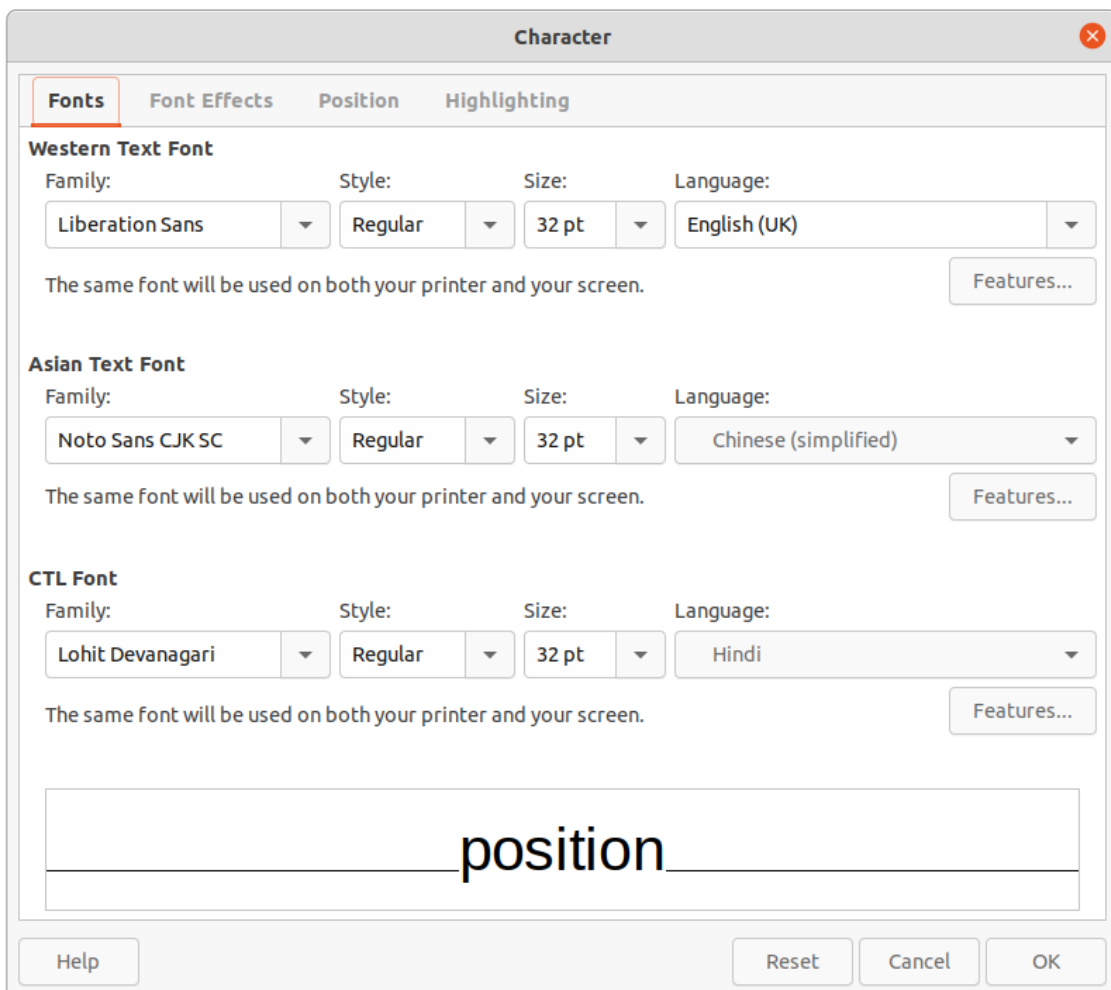 Character
Fonts Font Effects Position Highlighting
Western Text Font
Family: Style: Size: Language:
Liberation Sans Regular 32 pt English (UK)
The same font will be used on both your printer and your screen. Features...
Asian Text Font
Family: Style: Size: Language:
Noto Sans CJK SC Regular 32 pt Chinese (simplified)
The same font will be used on both your printer and your screen. Features...
CTL Font
Family: Style: Size: Language:
Lohit Devanagari Regular 32 pt Hindi
The same font will be used on both your printer and your screen. Features...
position
Help Reset Cancel OK